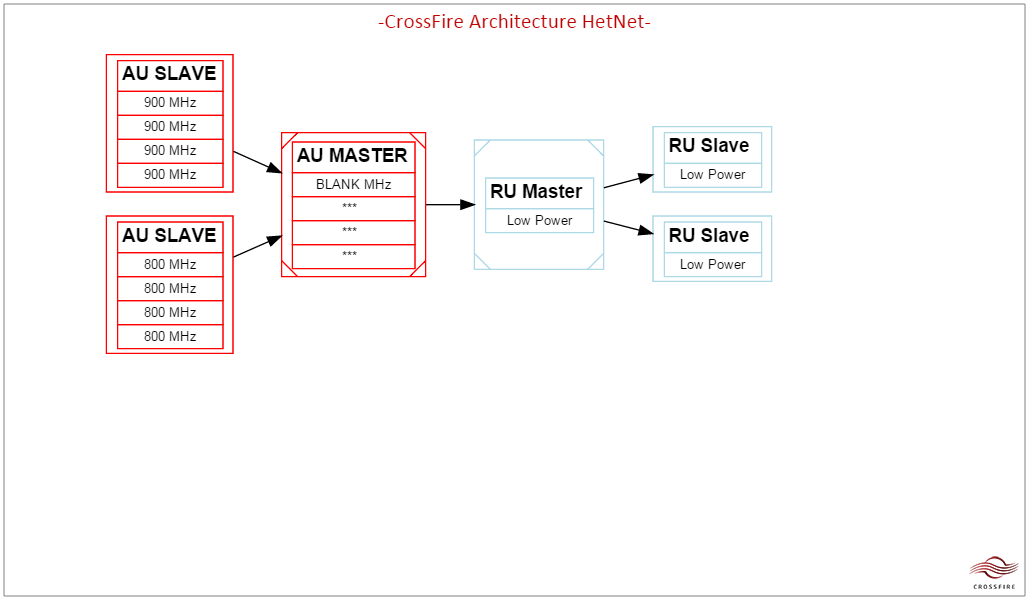 -CrossFire Architecture HetNet-
AU SLAVE
900 MHz
900 MHz
900 MHz
900 MHz
AU SLAVE
800 MHz
800 MHz
800 MHz
800 MHz
AU MASTER
BLANK MHz
***
***
***
RU Master
Low Power
RU Slave
Low Power
RU Slave
Low Power
CROSSFIRE